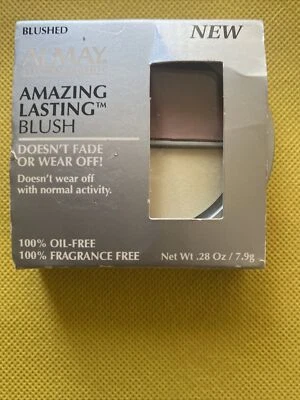 BLUSHED
NEW
ALMAY
AMAZING
LASTING™
BLUSH
DOESN'T FADE
OR WEAR OFF!
Doesn't wear off
with normal activity.
100% OIL-FREE
100% FRAGRANCE FREE
Net Wt .28 Oz / 7.9g